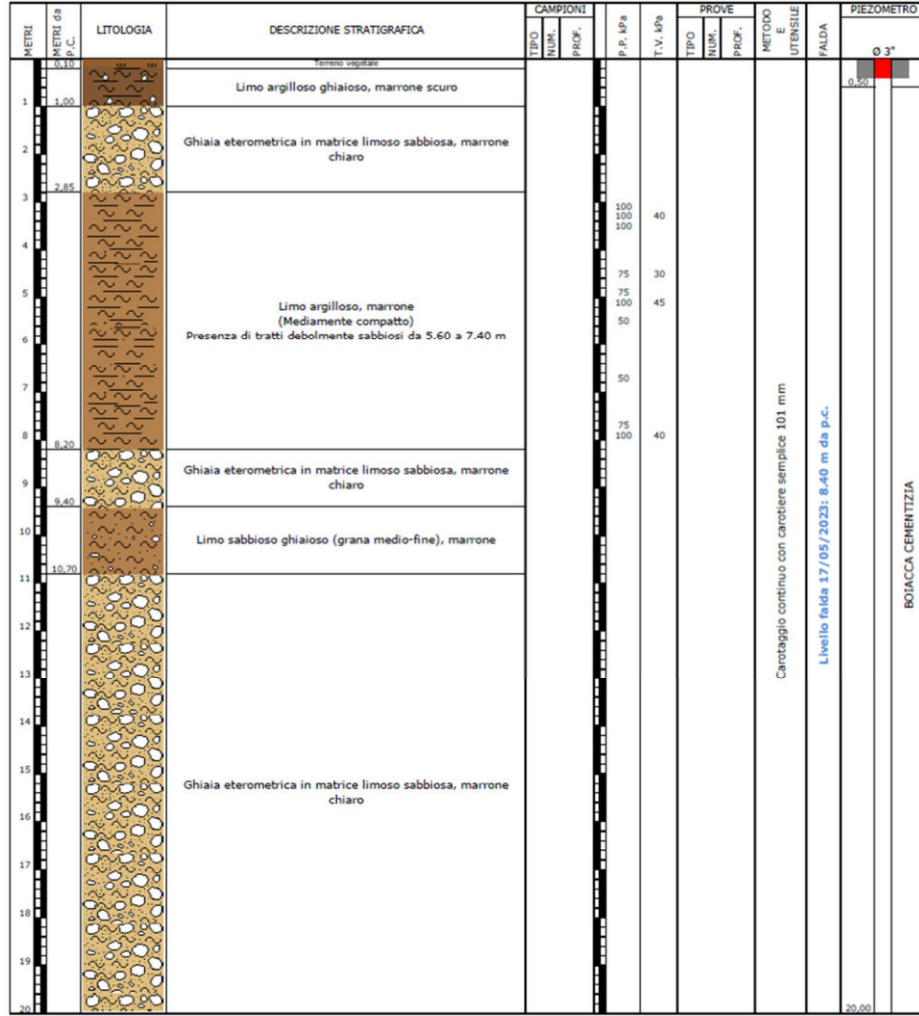 METRI
METRI da P.C.
LITOLOGIA
DESCRIZIONE STRATIGRAFICA
CAMPIONI
TIPO
NUM.
PROF.
P.P. kPa
T.V. kPa
PROVE
TIPO
NUM.
PROF.
METODO E UTENSILE
FALDA
PIEZOMETRO
Ø 3"
0,10
Terreno vegetale
Limo argilloso ghiaioso, marrone scuro
0,50
1
1,00
Ghiaia eterometrica in matrice limoso sabbiosa, marrone
chiaro
2
2,85
3
100
100 40
100
4
75 30
5
75
100 45
50
Limo argilloso, marrone
(Mediamente compatto)
Presenza di tratti debolmente sabbiosi da 5.60 a 7.40 m
6
7
50
8
75
100 40
8,20
Ghiaia eterometrica in matrice limoso sabbiosa, marrone
chiaro
9
9,40
10
Limo sabbioso ghiaioso (grana medio-fine), marrone
10,70
11
12
13
14
15
Ghiaia eterometrica in matrice limoso sabbiosa, marrone
chiaro
16
17
18
19
20
20,00
Carotaggio continuo con carotiere semplice 101 mm
Livello falda 17/05/2023: 8.40 m da p.c.
BOIACCA CEMENTIZIA